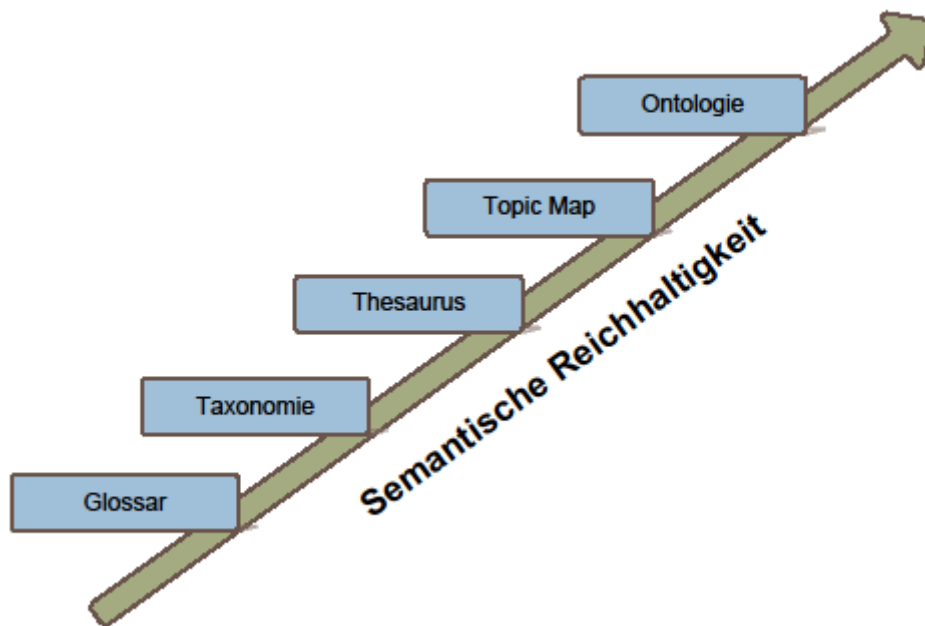 Ontologie
Topic Map
Thesaurus
Taxonomie
Glossar
Semantische Reichhaltigkeit